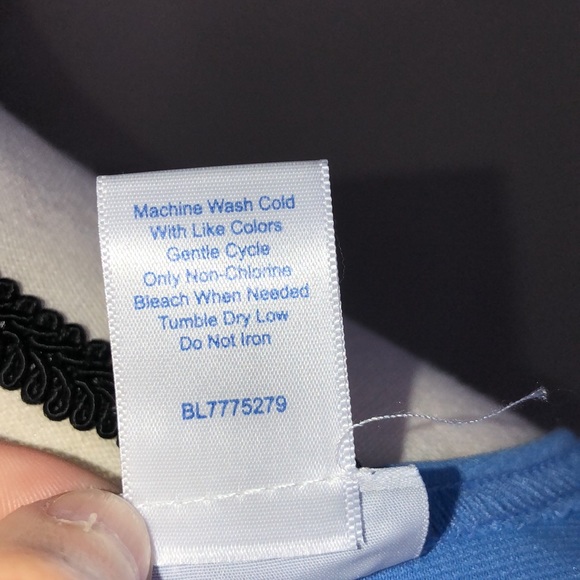 Machine Wash Cold
With Like Colors
Gentle Cycle
Only Non-Chlorine
Bleach When Needed
Tumble Dry Low
Do Not Iron
BL7775279